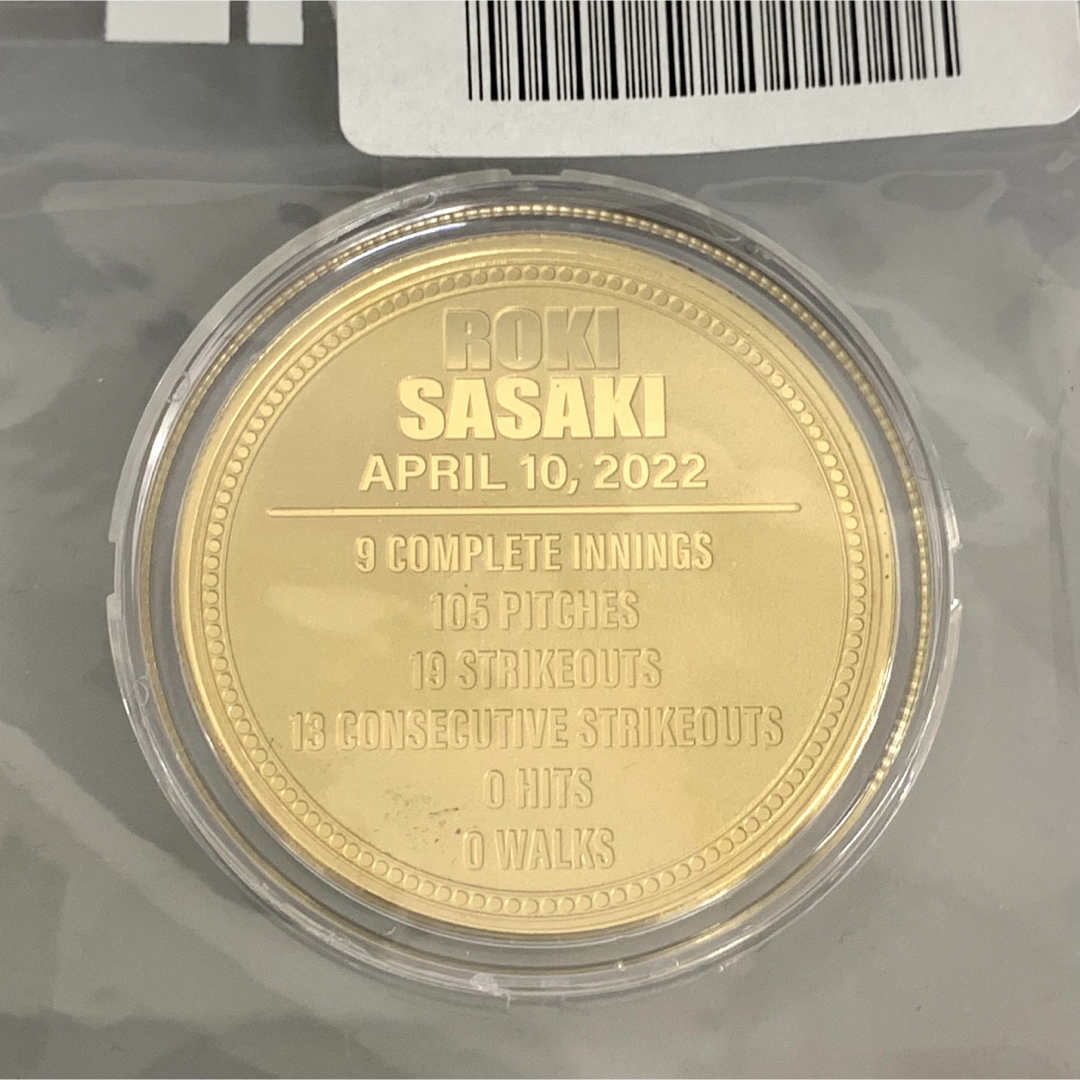 ROKI
SASAKI
APRIL 10, 2022
9 COMPLETE INNINGS
105 PITCHES
19 STRIKEOUTS
13 CONSECUTIVE STRIKEOUTS
0 HITS
0 WALKS